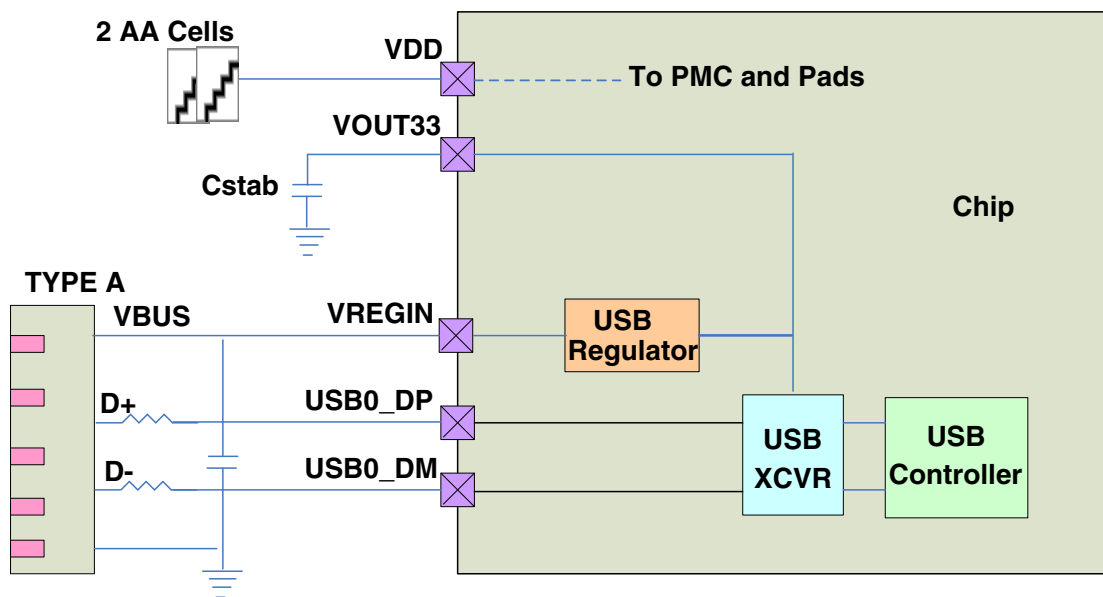 2 AA Cells
VDD
To PMC and Pads
VOUT33
Cstab
Chip
TYPE A
VBUS
VREGIN
USB
Regulator
D+
USB0_DP
D-
USB0_DM
USB
XCVR
USB
Controller